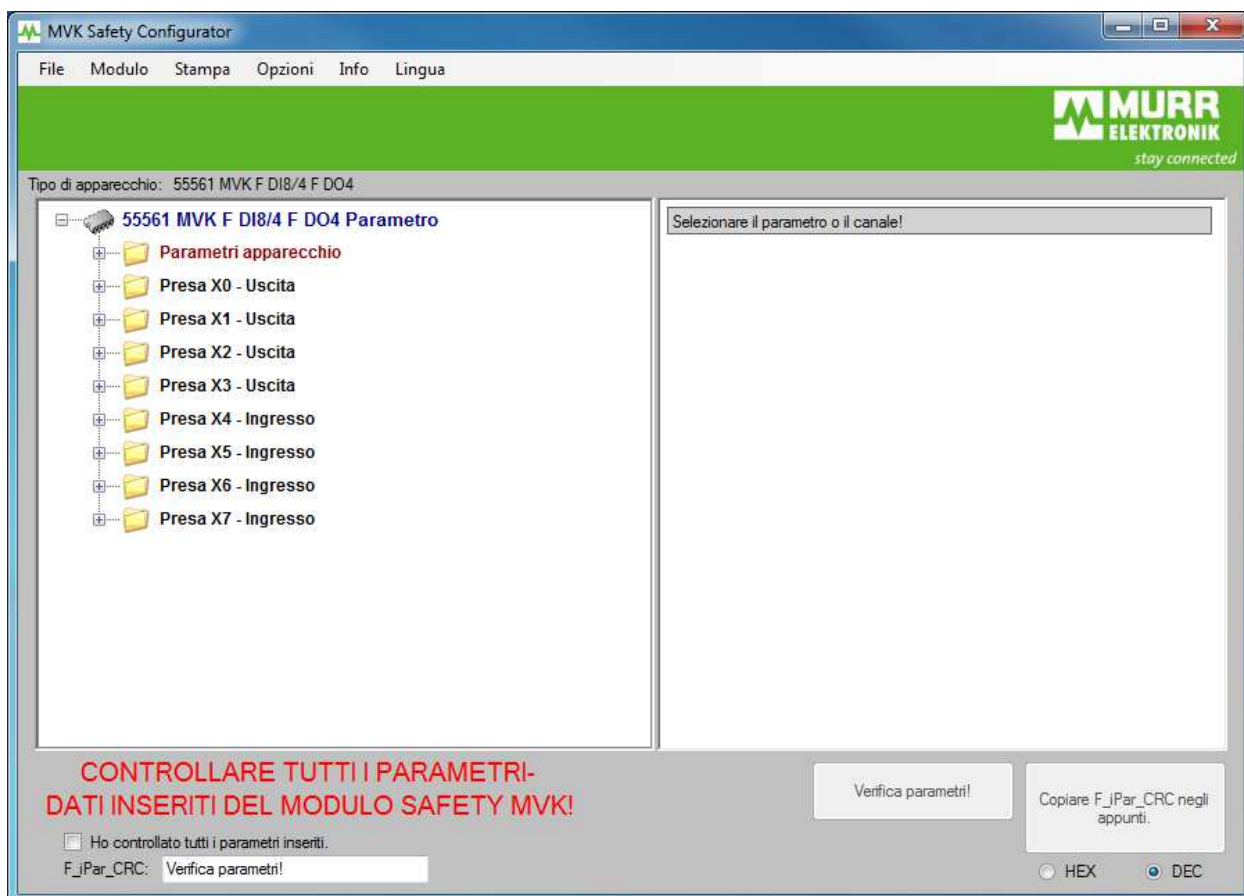 MVK Safety Configurator
File Modulo Stampa Opzioni Info Lingua
MURR
ELEKTRONIK
stay connected
Tipo di apparecchio: 55561 MVK F DI8/4 F DO4
55561 MVK F DI8/4 F DO4 Parametro
Parametri apparecchio
Presa X0 - Uscita
Presa X1 - Uscita
Presa X2 - Uscita
Presa X3 - Uscita
Presa X4 - Ingresso
Presa X5 - Ingresso
Presa X6 - Ingresso
Presa X7 - Ingresso
Selezionare il parametro o il canale!
CONTROLLARE TUTTI I PARAMETRI-
DATI INSERITI DEL MODULO SAFETY MVK!
Ho controllato tutti i parametri inseriti.
F_iPar_CRC: Verifica parametri!
Verifica parametri!
Copiare F_iPar_CRC negli
appunti.
HEX DEC